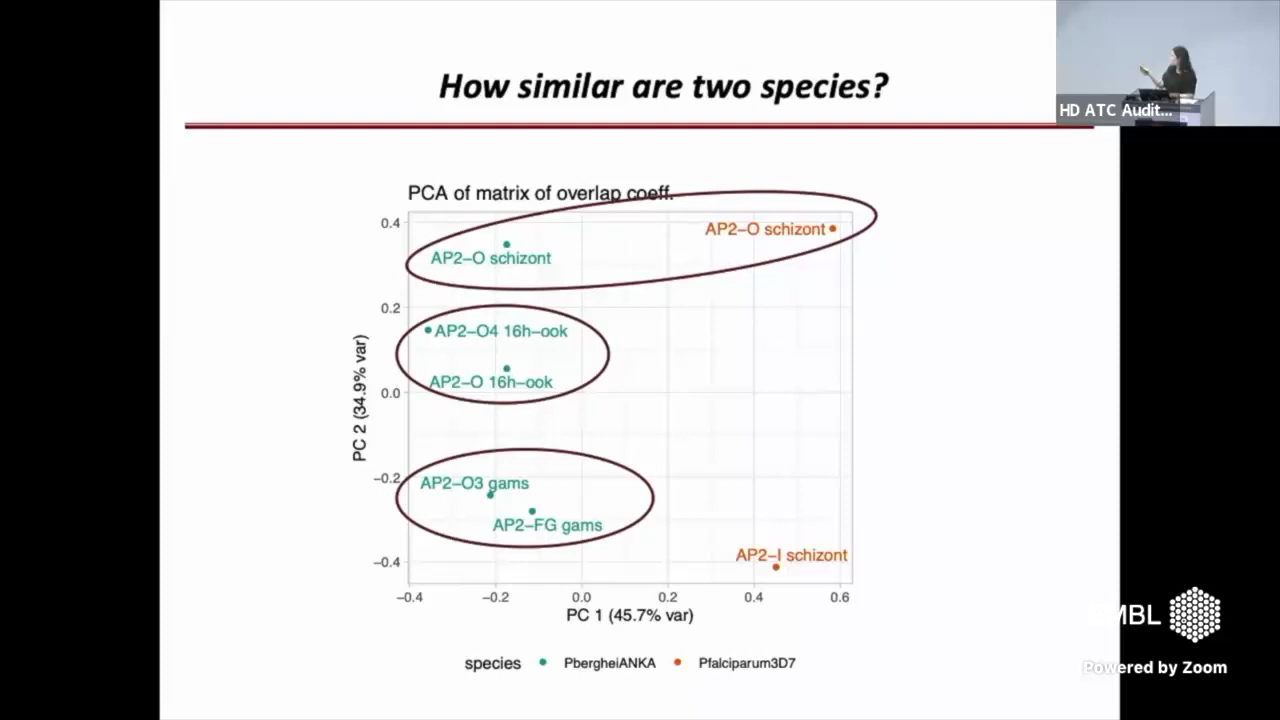 How similar are two species?
HD ATC Audit...
PCA of matrix of overlap coeff.
0.4
0.2
0.0
−0.2
−0.4
PC 2 (34.9% var)
AP2−O schizont
AP2−O schizont
AP2−O4 16h−ook
AP2−O 16h−ook
AP2−O3 gams
AP2−FG gams
AP2−I schizont
−0.4
−0.2
0.0
0.2
0.4
0.6
PC 1 (45.7% var)
species
PbergheiANKA
Pfalciparum3D7
EMBL
Powered by Zoom